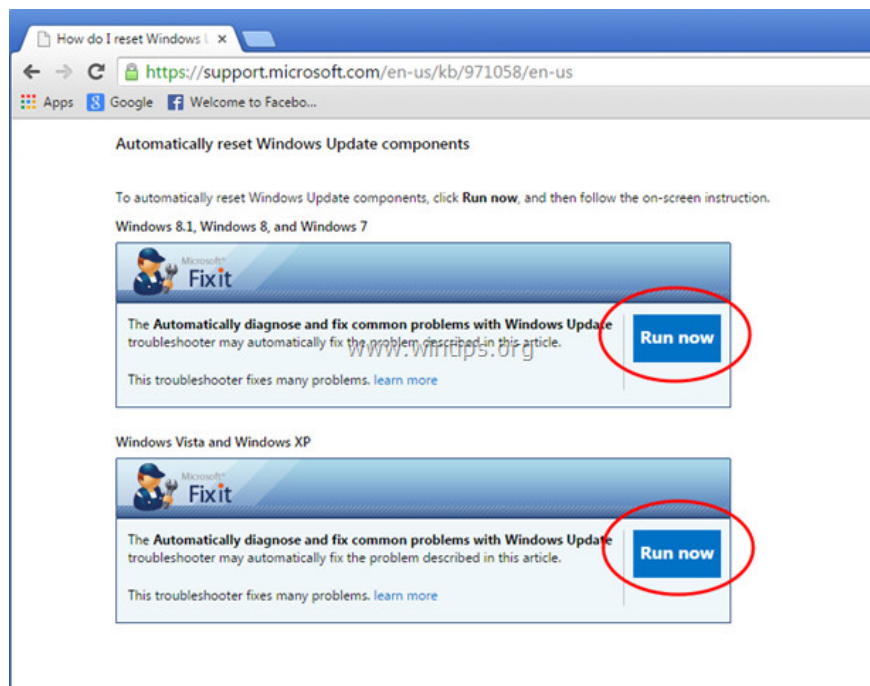 How do I reset Windows U
https://support.microsoft.com/en-us/kb/971058/en-us
Apps Google Welcome to Facebo...
Automatically reset Windows Update components
To automatically reset Windows Update components, click Run now, and then follow the on-screen instruction.
Windows 8.1, Windows 8, and Windows 7
Microsoft®
Fix it
The Automatically diagnose and fix common problems with Windows Update
troubleshooter may automatically fix the problem described in this article.
Run now
www.wintips.org
This troubleshooter fixes many problems. learn more
Windows Vista and Windows XP
Microsoft®
Fix it
The Automatically diagnose and fix common problems with Windows Update
troubleshooter may automatically fix the problem described in this article.
Run now
This troubleshooter fixes many problems. learn more